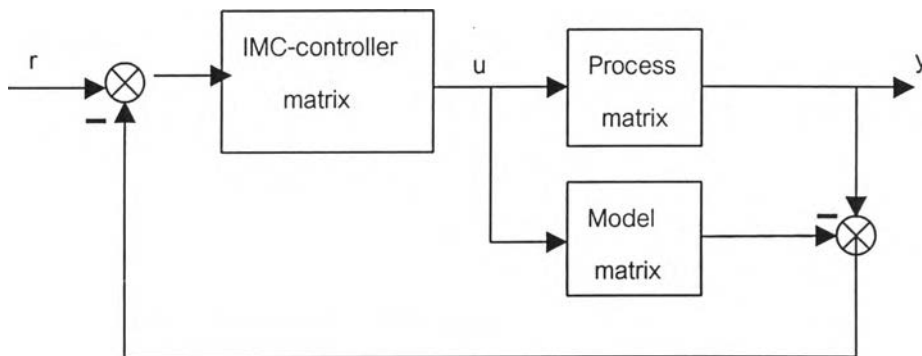 IMC-controller
matrix
r
u
Process
matrix
y
Model
matrix